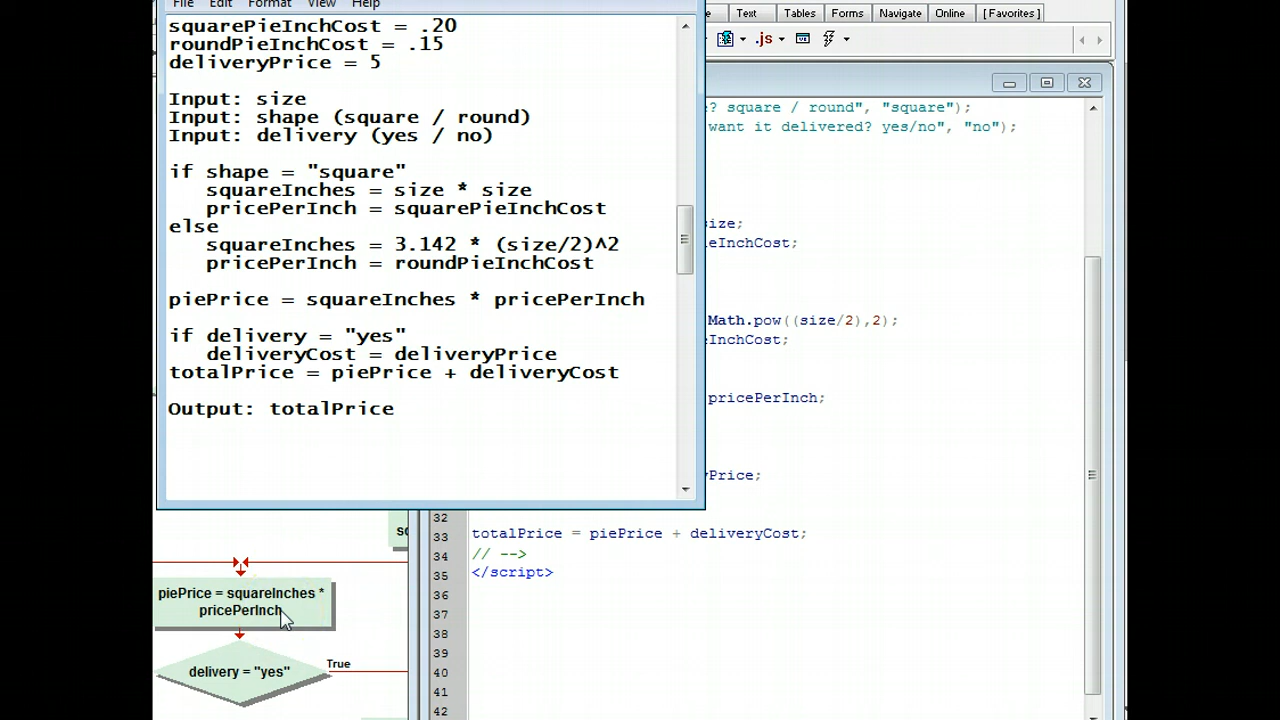 File Edit Format View Help
squarePieInchCost = .20
roundPieInchCost = .15
deliveryPrice = 5
Input: size
Input: shape (square / round)
Input: delivery (yes / no)
if shape = "square"
squareInches = size * size
pricePerInch = squarePieInchCost
else
squareInches = 3.142 * (size/2)^2
pricePerInch = roundPieInchCost
piePrice = squareInches * pricePerInch
if delivery = "yes"
deliveryCost = deliveryPrice
totalPrice = piePrice + deliveryCost
Output: totalPrice
Text Tables Forms Navigate Online [ Favorites ]
.js
? square / round", "square");
want it delivered? yes/no", "no");
size;
ieInchCost;
Math.pow((size/2),2);
InchCost;
pricePerInch;
yPrice;
32
33 totalPrice = piePrice + deliveryCost;
34 // -->
35 </script>
36
37
38
39
40
41
42
piePrice = squareInches *
pricePerInch
delivery = "yes"
True